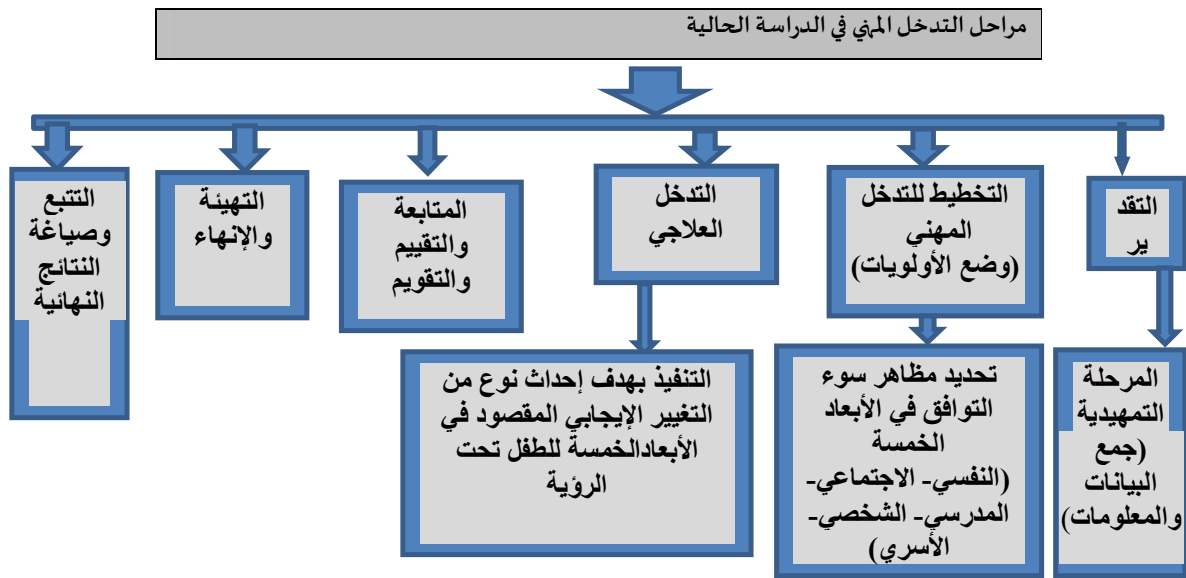 مراحل التدخل المهني في الدراسة الحالية
التقد
ير
التخطيط للتدخل
المهني
(وضع الأولويات)
التدخل
العلاجي
المتابعة
والتقييم
والتقويم
التهيئة
والإنهاء
التتبع
وصياغة
النتائج
النهائية
المرحلة
التمهيدية
(جمع
البيانات
والمعلومات)
تحديد مظاهر سوء
التوافق في الأبعاد
الخمسة
(النفسي- الاجتماعي-
المدرسي- الشخصي-
الأسري)
التنفيذ بهدف إحداث نوع من
التغيير الإيجابي المقصود في
الأبعادالخمسة للطفل تحت
الرؤية